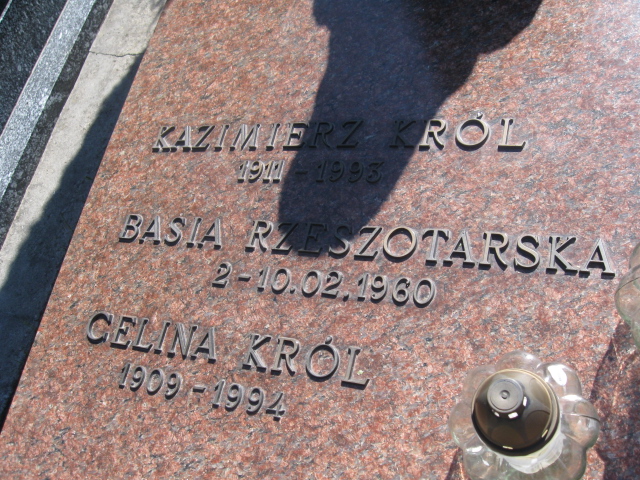 KAZIMIERZ KRÓL
1911 - 1993
BASIA RZESZOTARSKA
2 - 10.02.1960
CELINA KRÓL
1909 - 1994